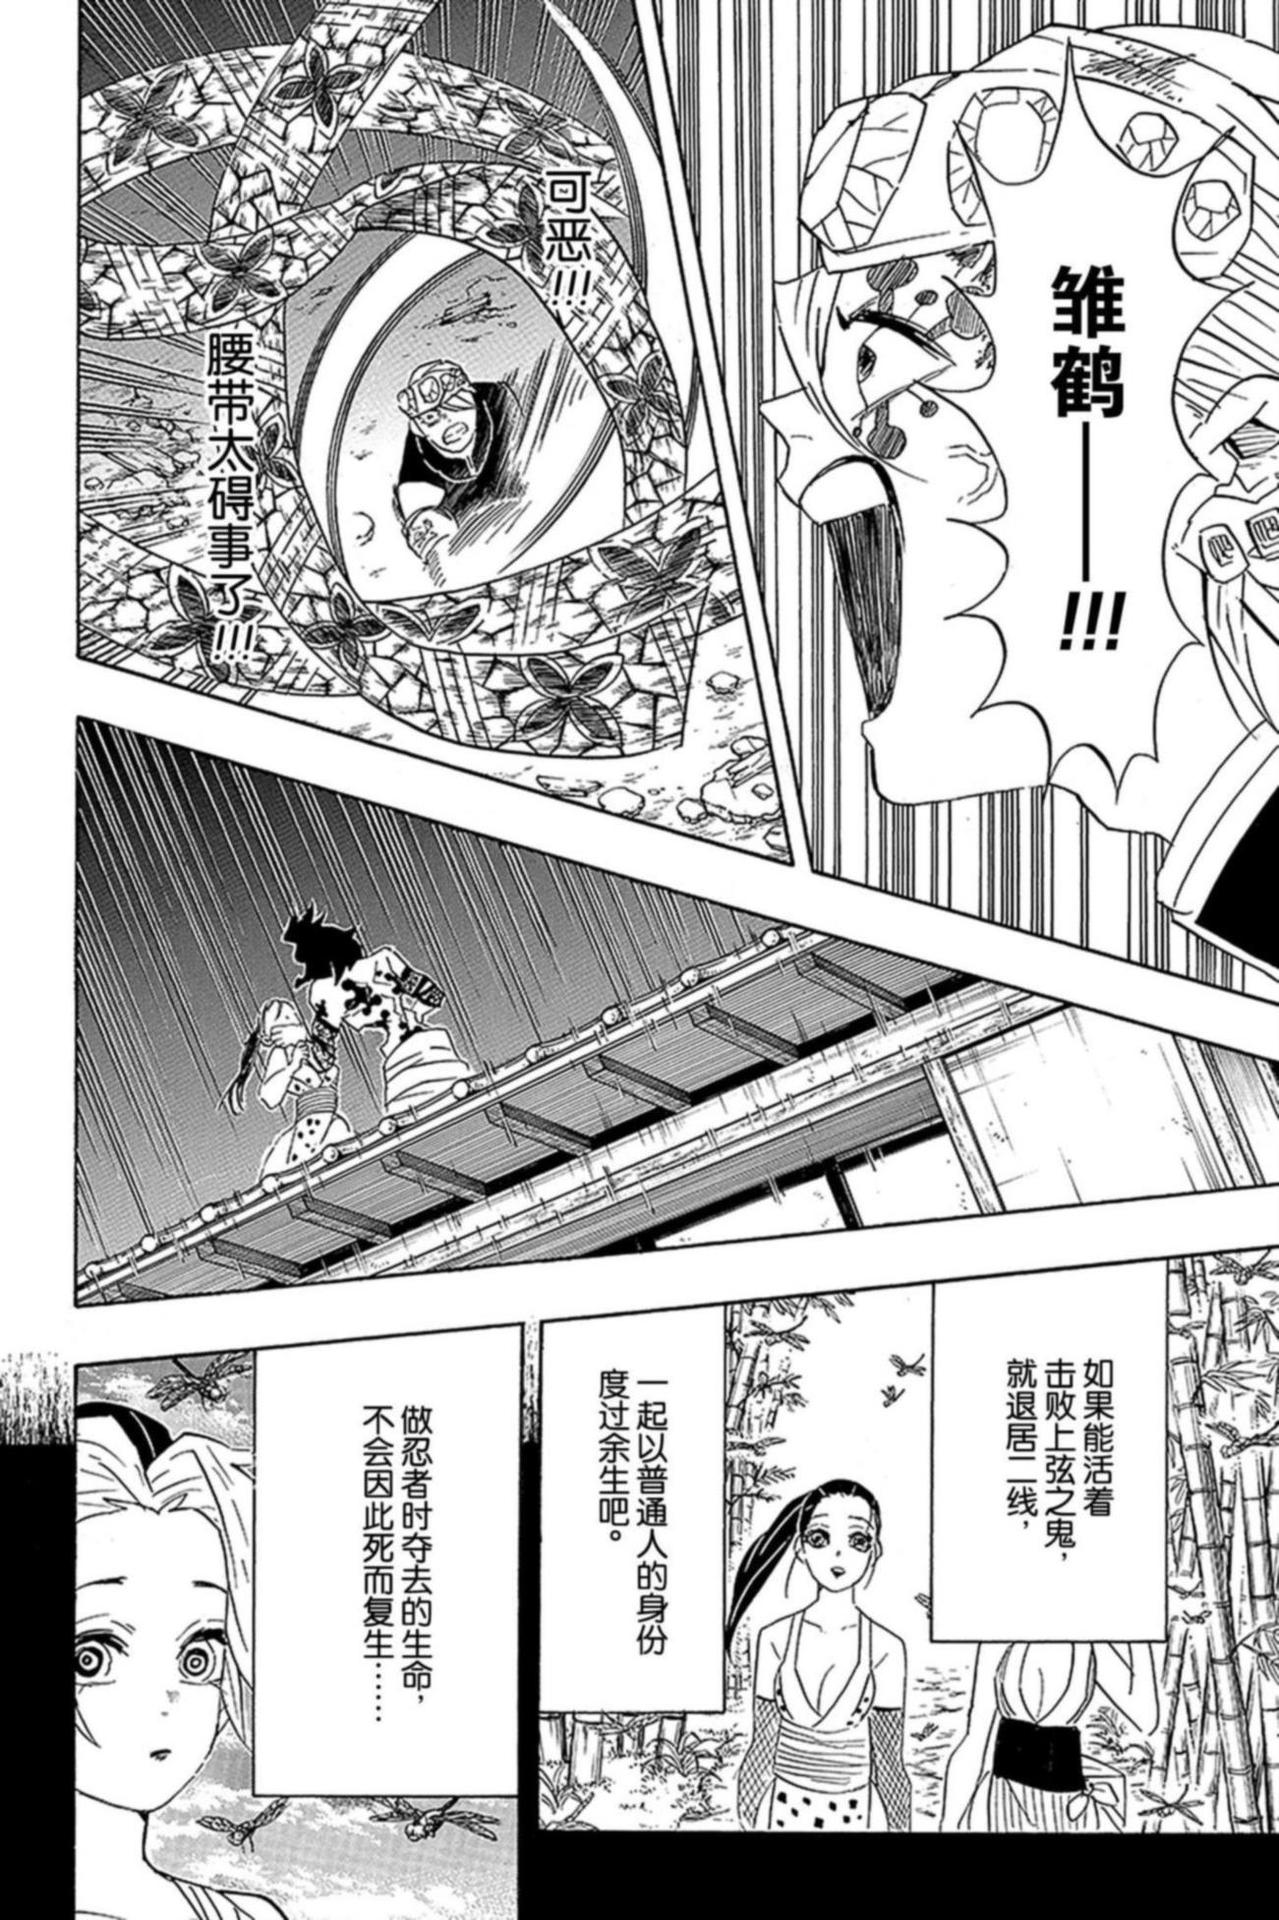 雏鹤——!!!
可恶!!!
腰带太碍事了!!!
如果能活着
击败上弦之鬼，
就退居二线，
一起以普通人的身份
度过余生吧。
做忍者时夺去的生命，
不会因此死而复生……